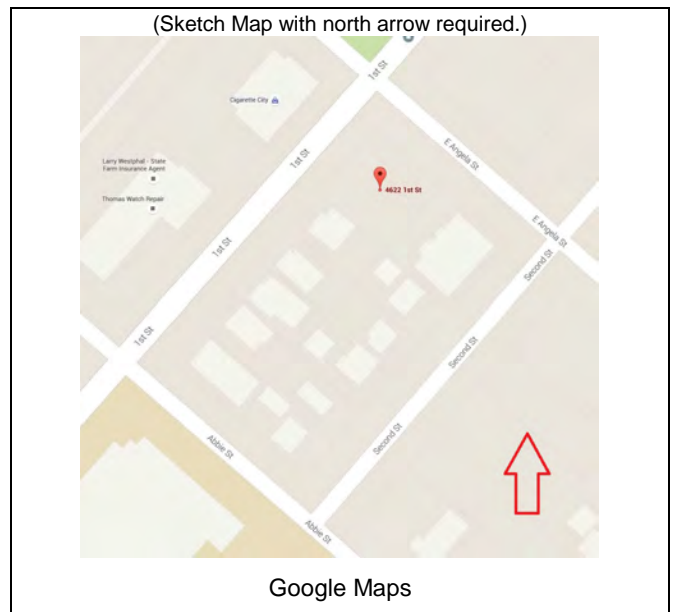 (Sketch Map with north arrow required.)
1st St
Cigarette City
E Angela St
1st St
Larry Westphal - State
Farm Insurance Agent
Thomas Watch Repair
4622 1st St
E Angela St
1st St
Second St
1st St
Second St
Abbie St
Second St
Abbie St
Google Maps